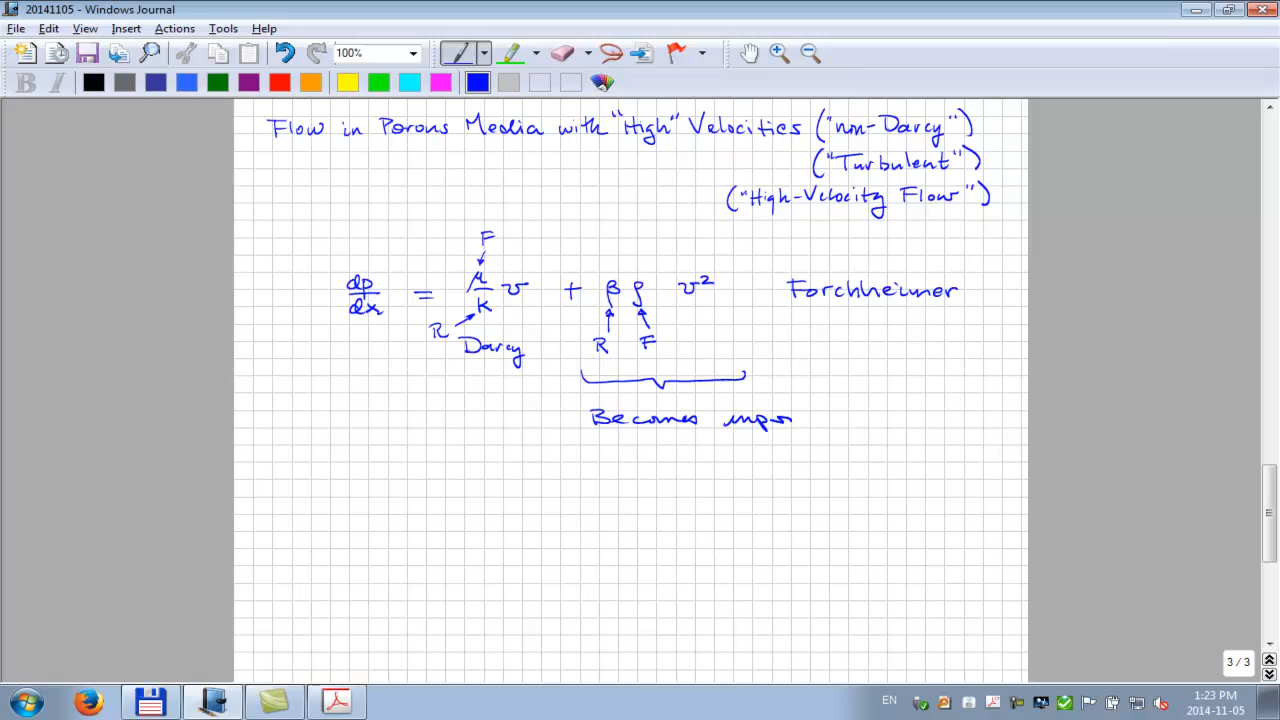 20141105 - Windows Journal
File Edit View Insert Actions Tools Help
100%
B I
Flow in Porous Media with "High" Velocities ("non-Darcy")
("Turbulent")
("High-Velocity Flow")
F
dp/dx = μ/k v + β ρ v² Forchheimer
R Darcy R F
Becomes impor
3 / 3
EN
1:23 PM
2014-11-05